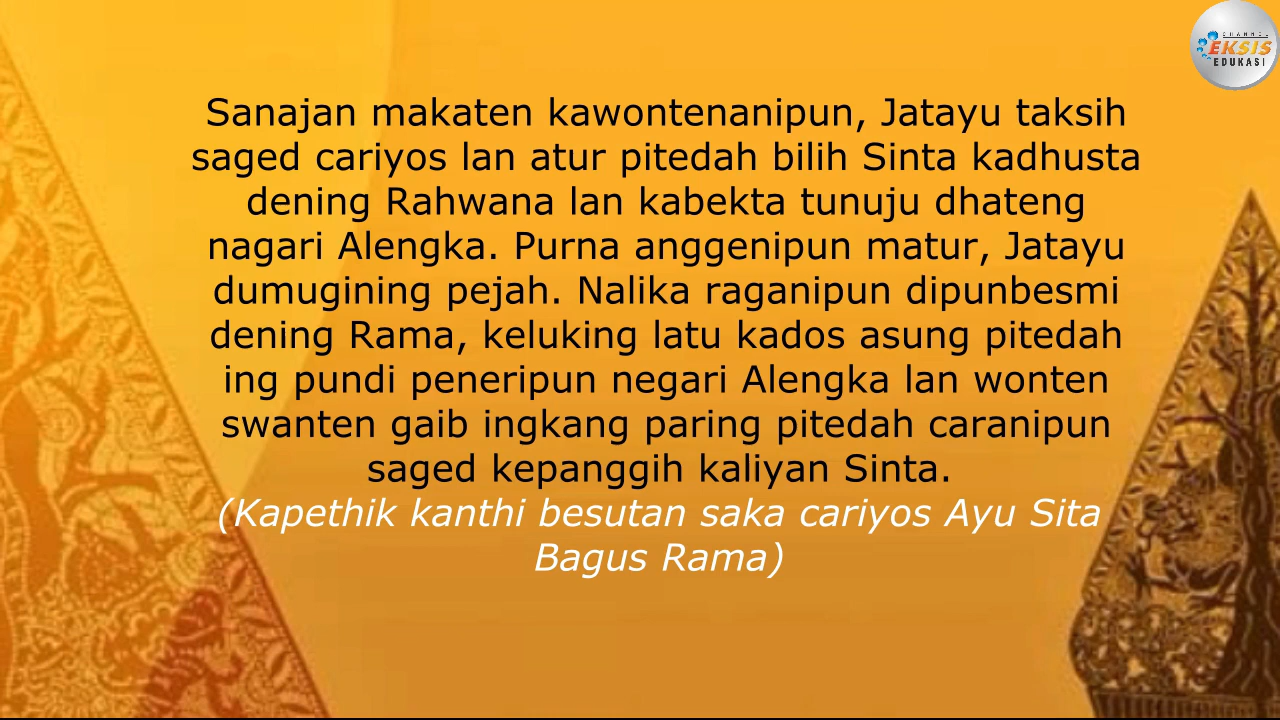 CHANNEL
EKSIS
EDUKASI
Sanajan makaten kawontenanipun, Jatayu taksih
saged cariyos lan atur pitedah bilih Sinta kadhusta
dening Rahwana lan kabekta tunuju dhateng
nagari Alengka. Purna anggenipun matur, Jatayu
dumugining pejah. Nalika raganipun dipunbesmi
dening Rama, keluking latu kados asung pitedah
ing pundi peneripun negari Alengka lan wonten
swanten gaib ingkang paring pitedah caranipun
saged kepanggih kaliyan Sinta.
(Kapethik kanthi besutan saka cariyos Ayu Sita
Bagus Rama)